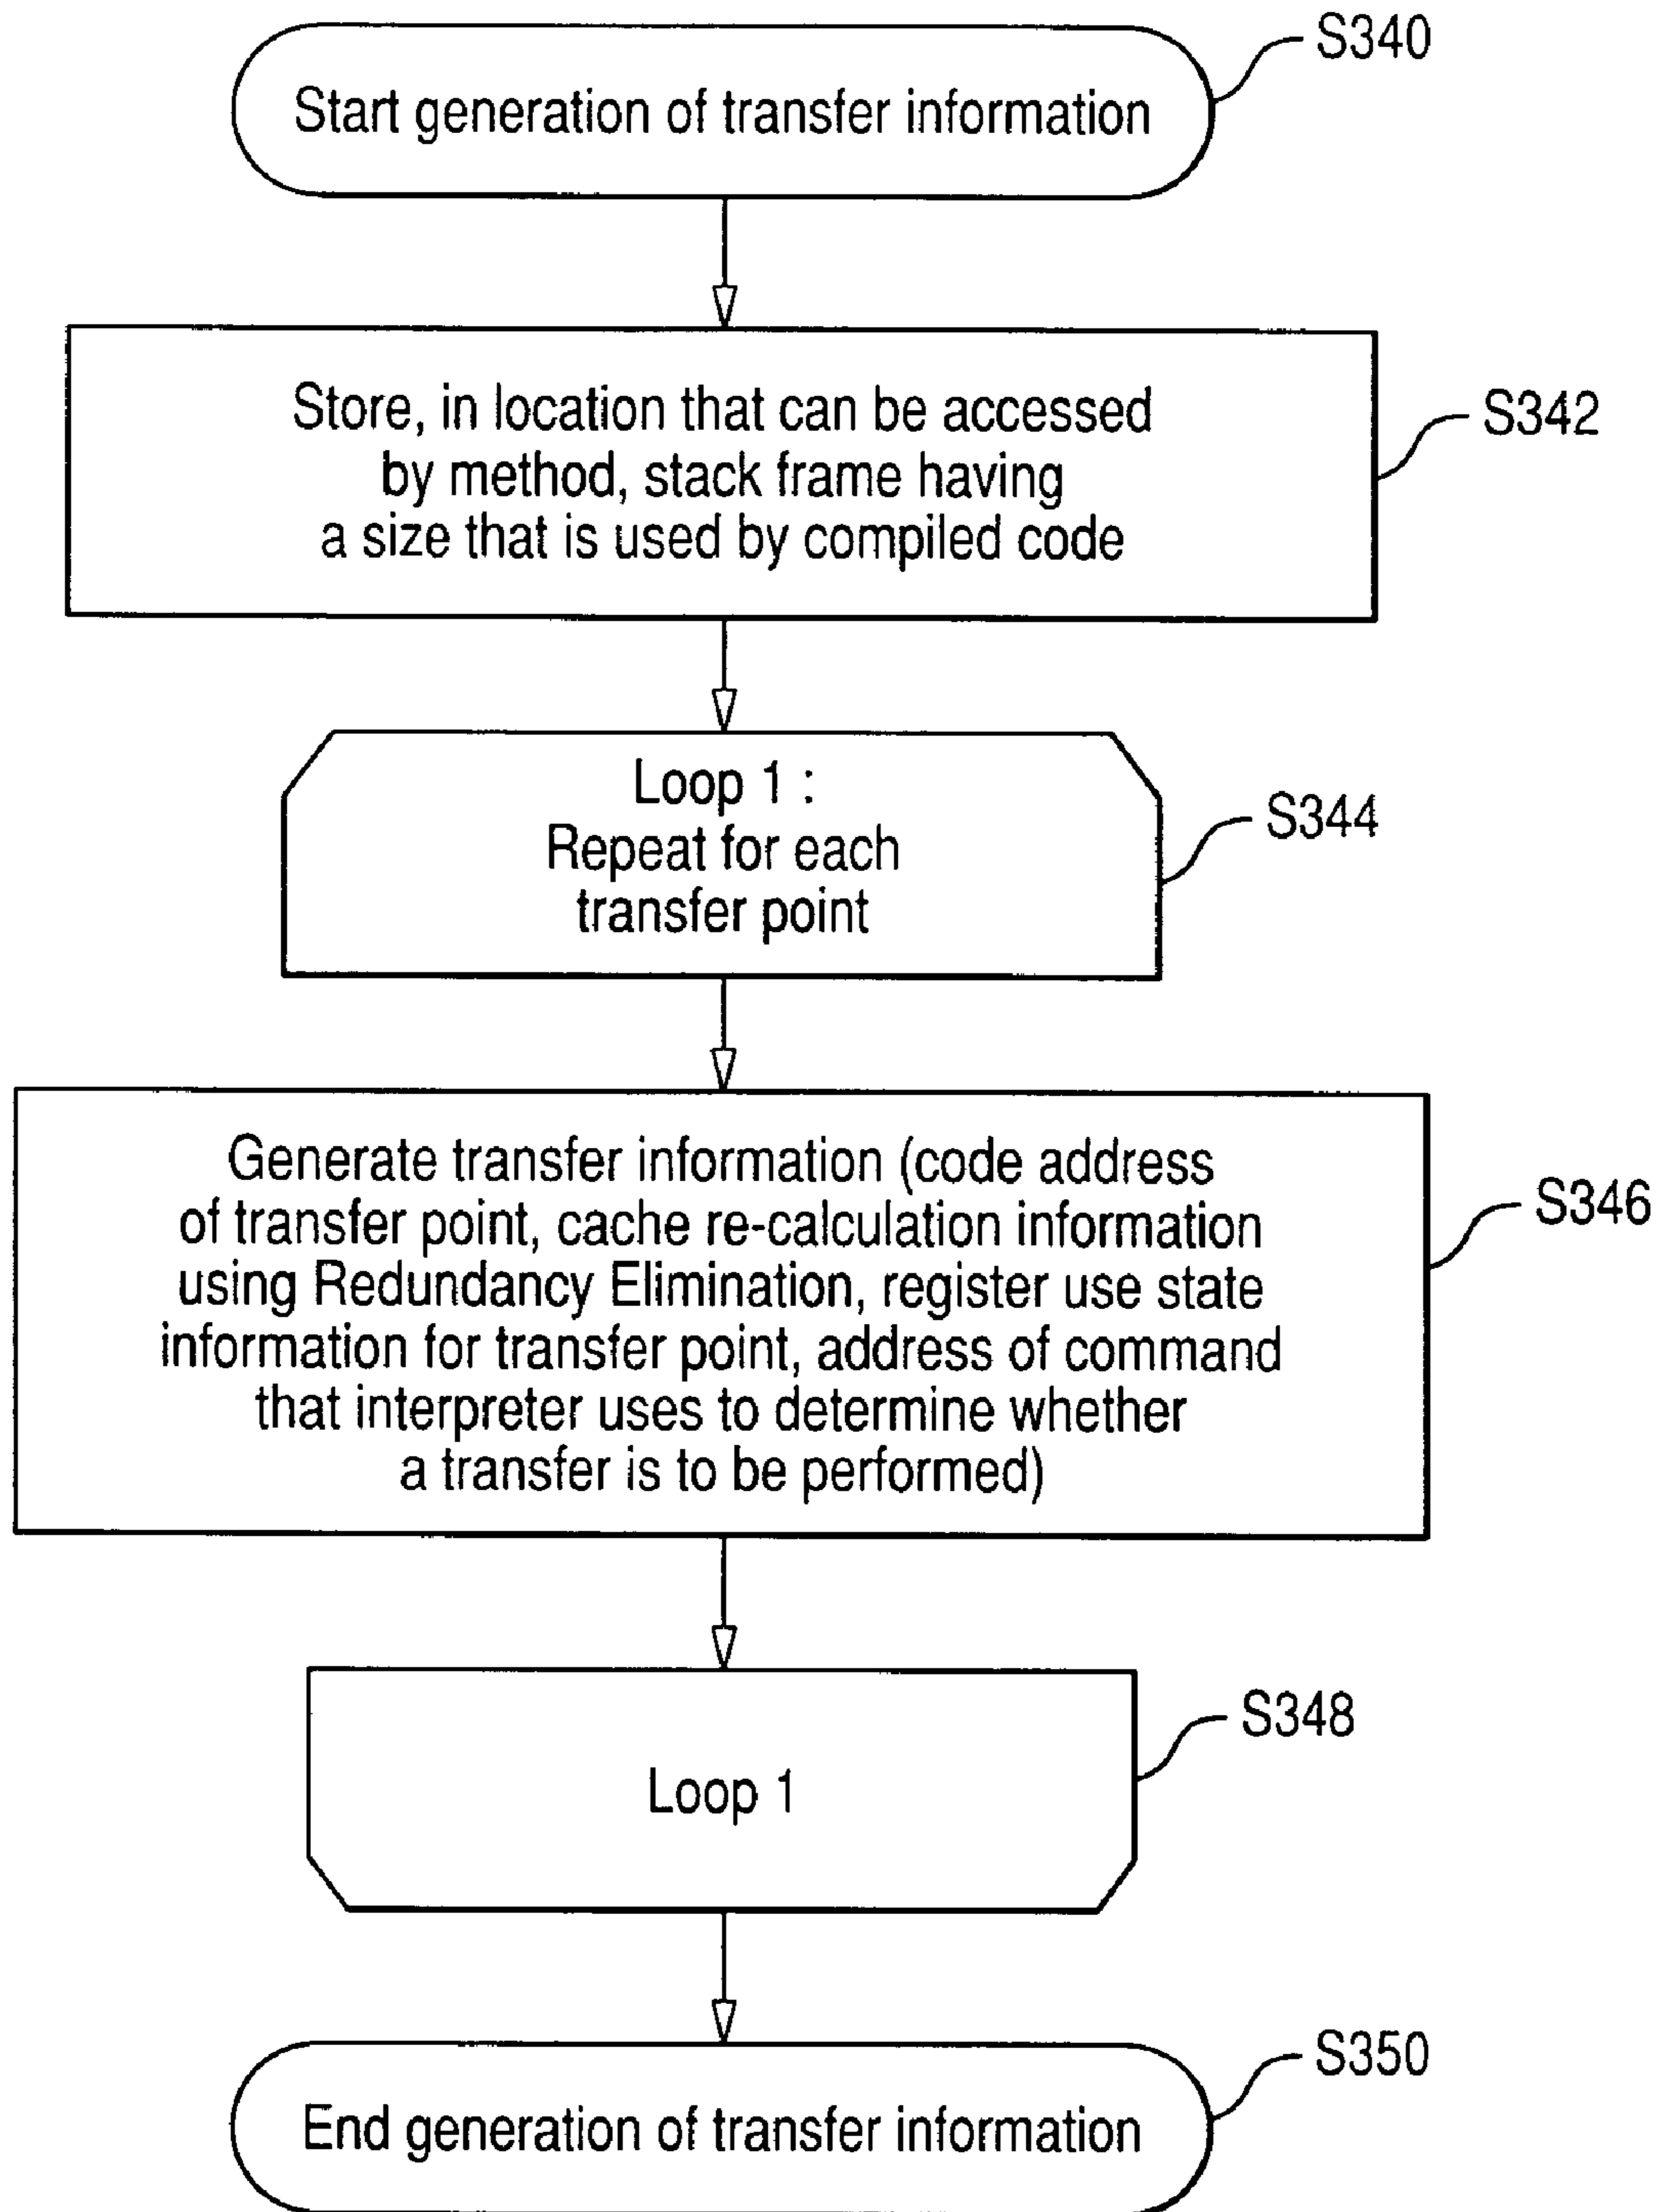 S340
Start generation of transfer information
Store, in location that can be accessed
by method, stack frame having
a size that is used by compiled code
S342
Loop 1 :
Repeat for each
transfer point
S344
Generate transfer information (code address
of transfer point, cache re-calculation information
using Redundancy Elimination, register use state
information for transfer point, address of command
that interpreter uses to determine whether
a transfer is to be performed)
S346
Loop 1
S348
End generation of transfer information
S350